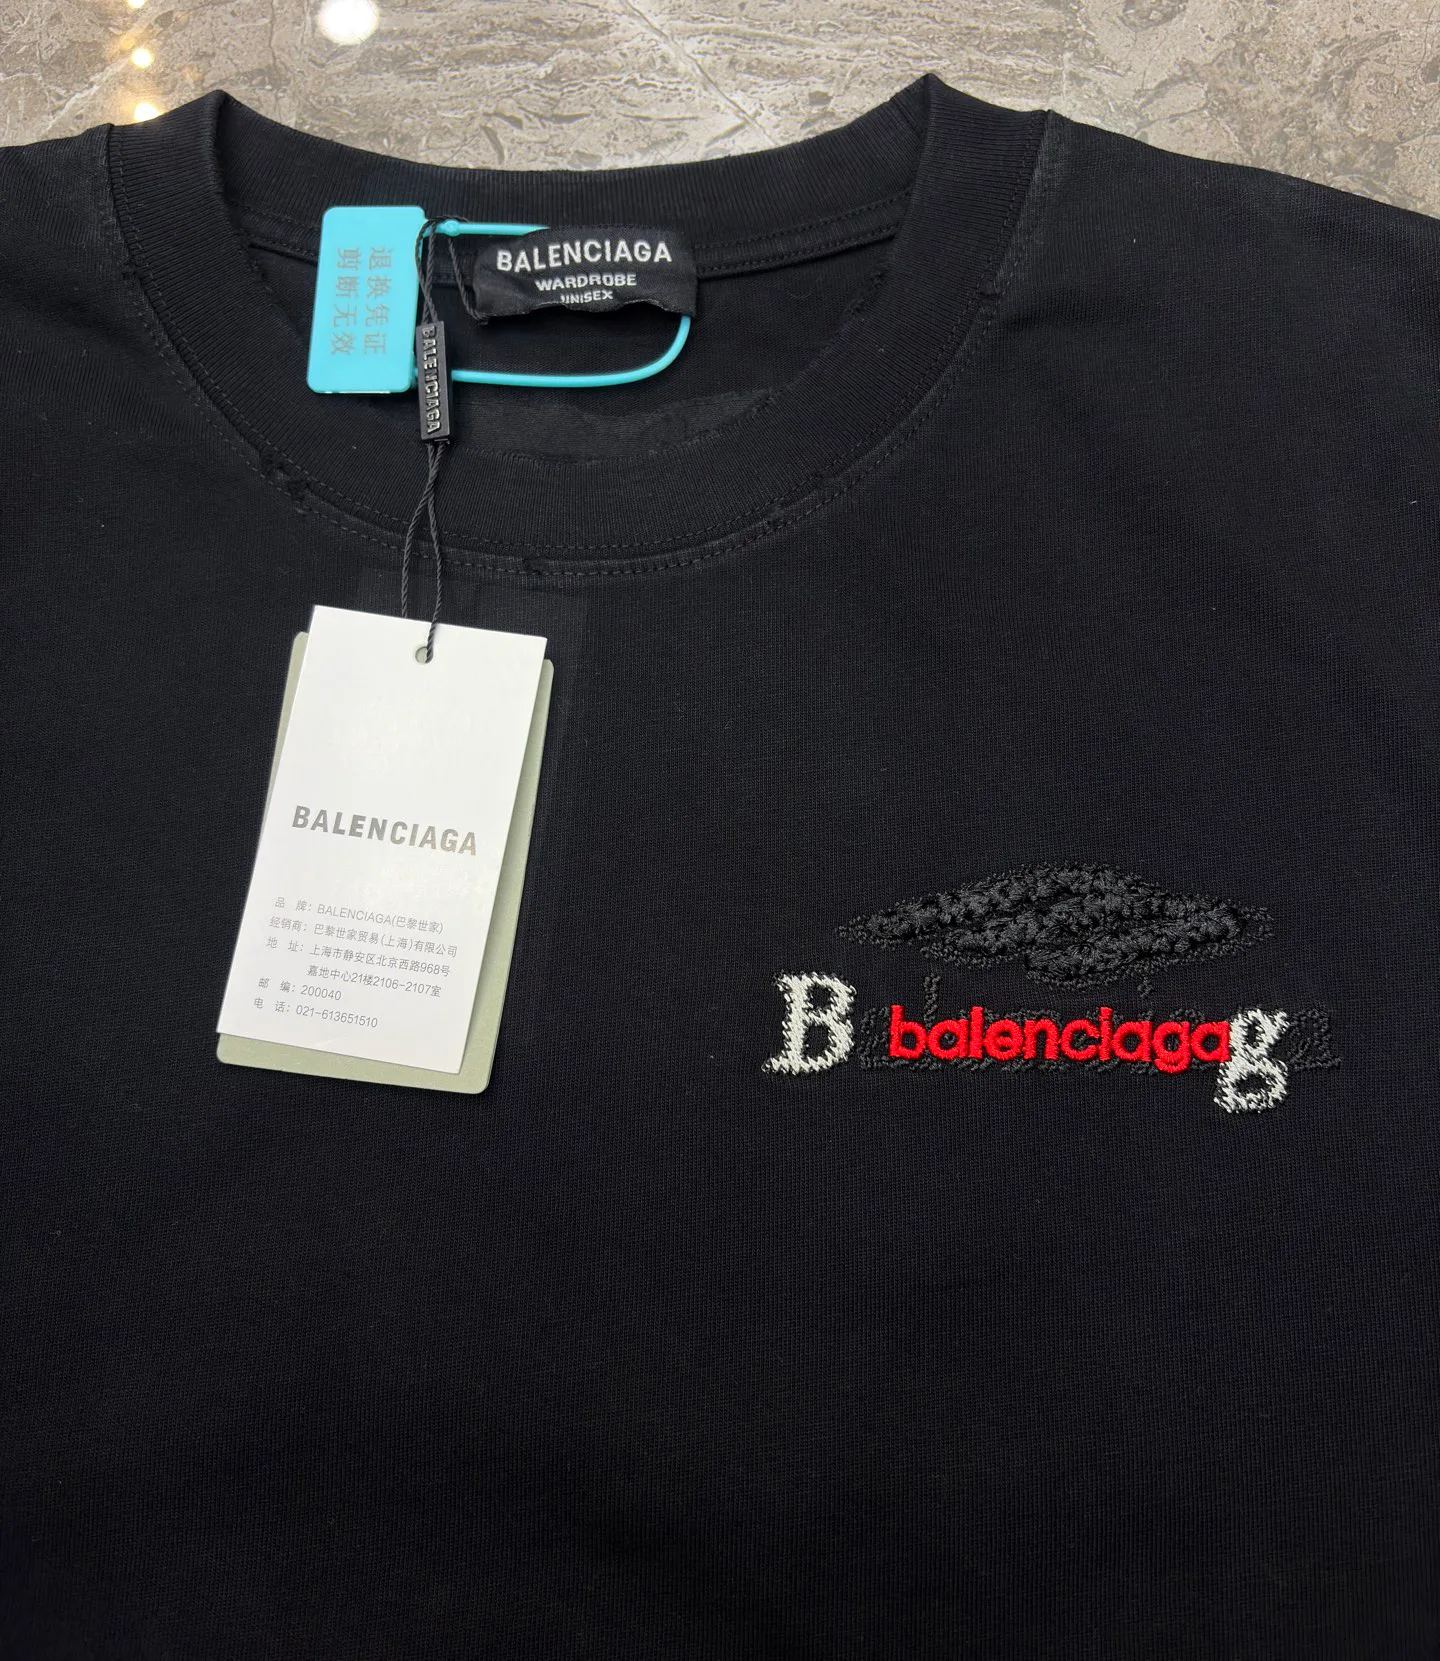 BALENCIAGA
WARDROBE
UNISEX
退换凭证
剪断无效
BALENCIAGA
BALENCIAGA
品 牌：BALENCIAGA(巴黎世家)
经销商：巴黎世家贸易(上海)有限公司
地 址：上海市静安区北京西路968号
嘉地中心21楼2106-2107室
邮 编：200040
电 话：021-613651510
B g
balenciaga